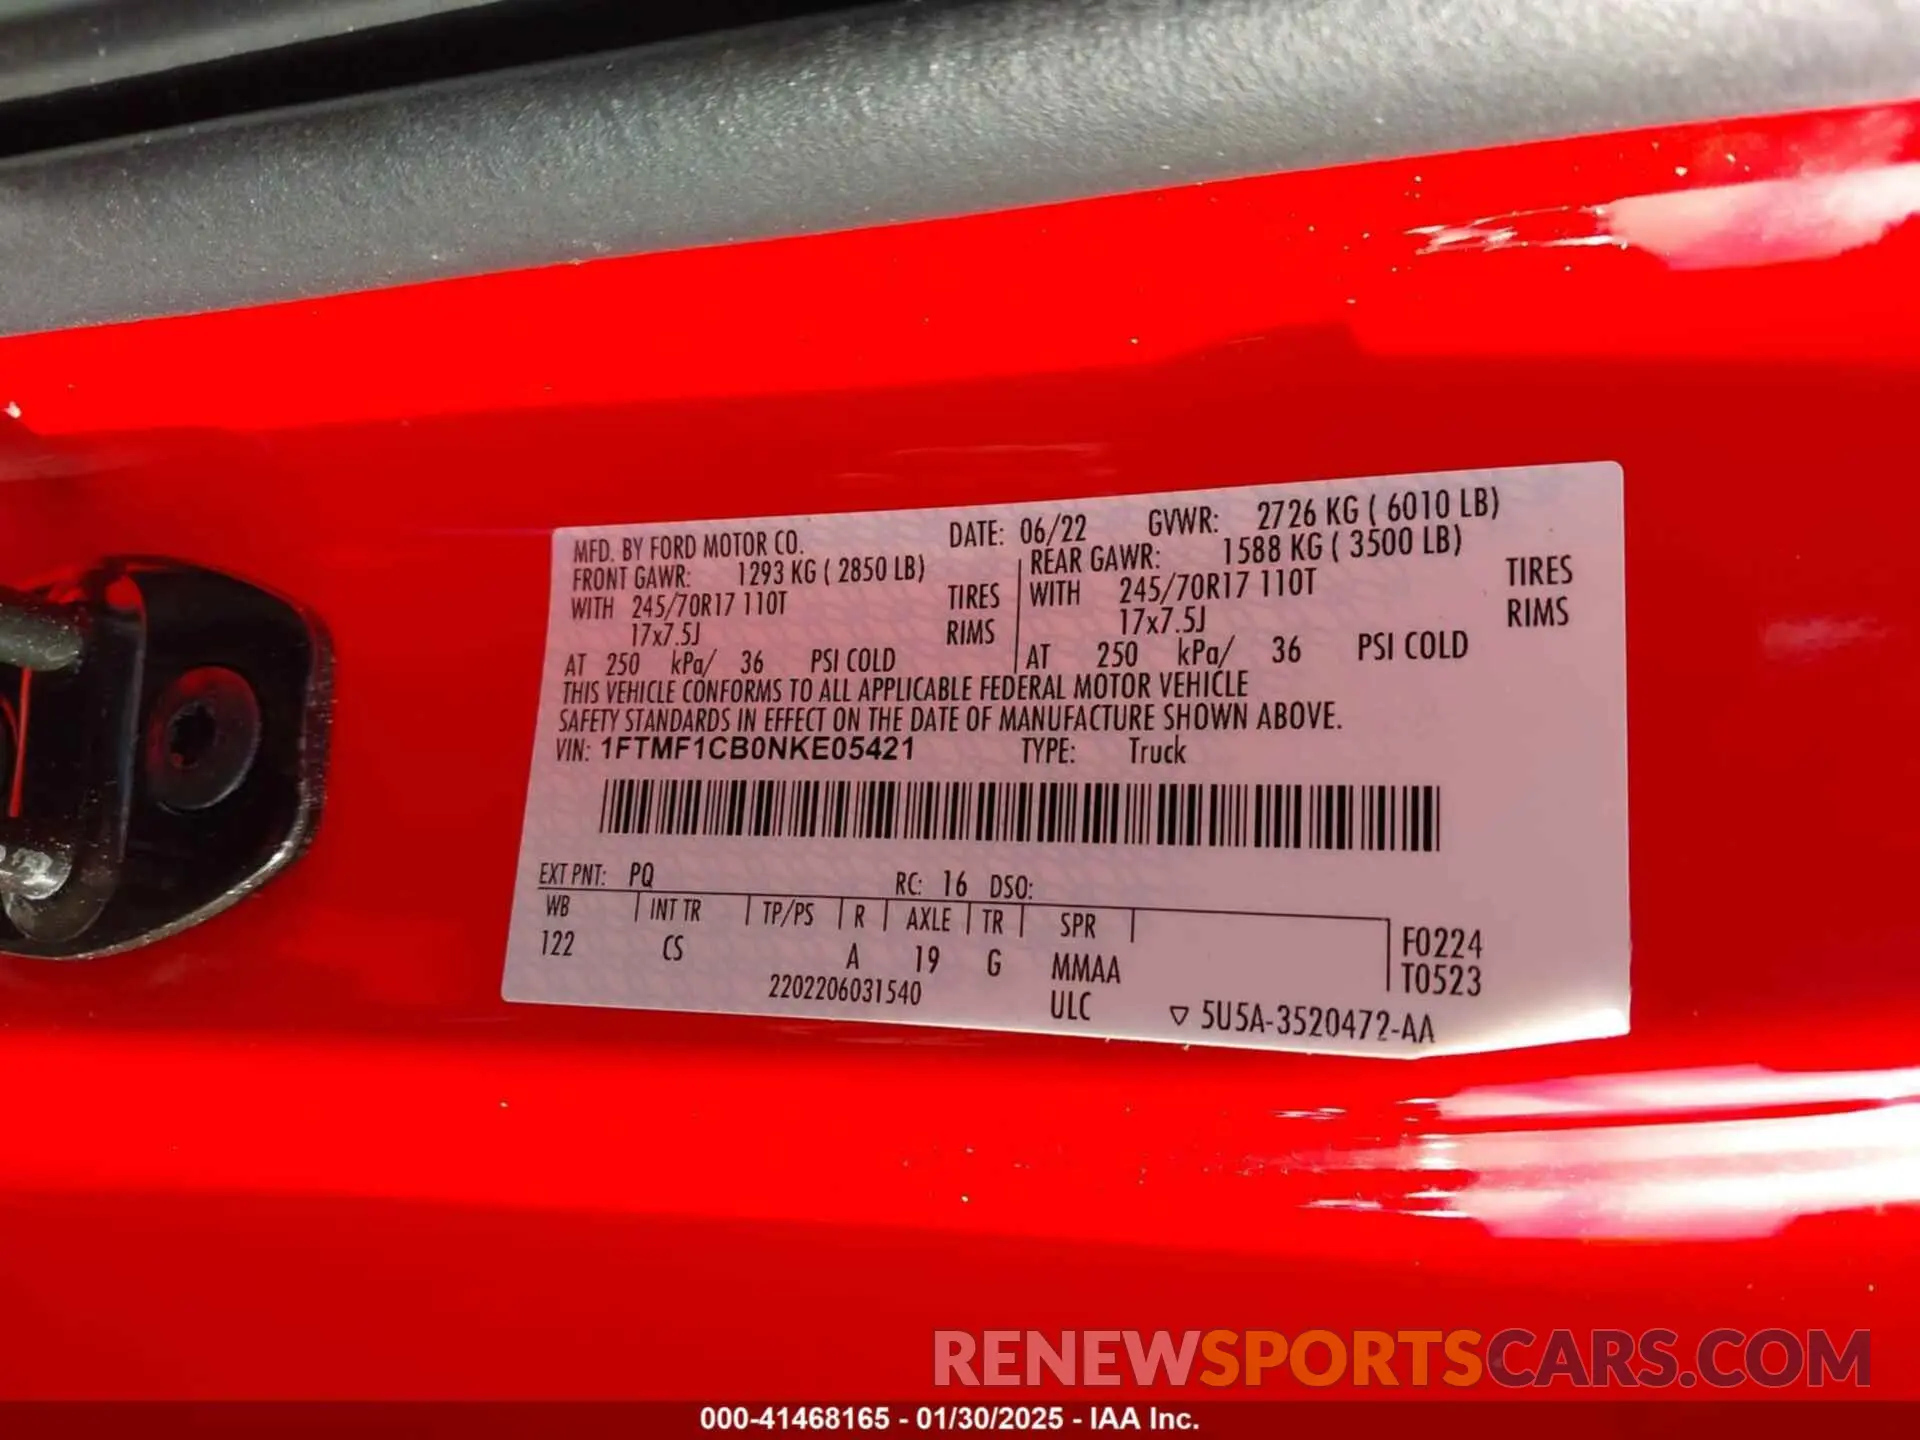 MFD. BY FORD MOTOR CO. DATE: 06/22 GVWR: 2726 KG ( 6010 LB)
FRONT GAWR: 1293 KG ( 2850 LB) REAR GAWR: 1588 KG ( 3500 LB)
WITH 245/70R17 110T TIRES WITH 245/70R17 110T TIRES
17x7.5J RIMS 17x7.5J RIMS
AT 250 kPa/ 36 PSI COLD AT 250 kPa/ 36 PSI COLD
THIS VEHICLE CONFORMS TO ALL APPLICABLE FEDERAL MOTOR VEHICLE
SAFETY STANDARDS IN EFFECT ON THE DATE OF MANUFACTURE SHOWN ABOVE.
VIN: 1FTMF1CB0NKE05421 TYPE: Truck
EXT PNT: PQ RC: 16 DSO:
WB INT TR TP/PS R AXLE TR SPR F0224
122 CS A 19 G MMAA T0523
2202206031540 ULC ▽ 5U5A-3520472-AA
RENEWSPORTSCARS.COM
000-41468165 - 01/30/2025 - IAA Inc.